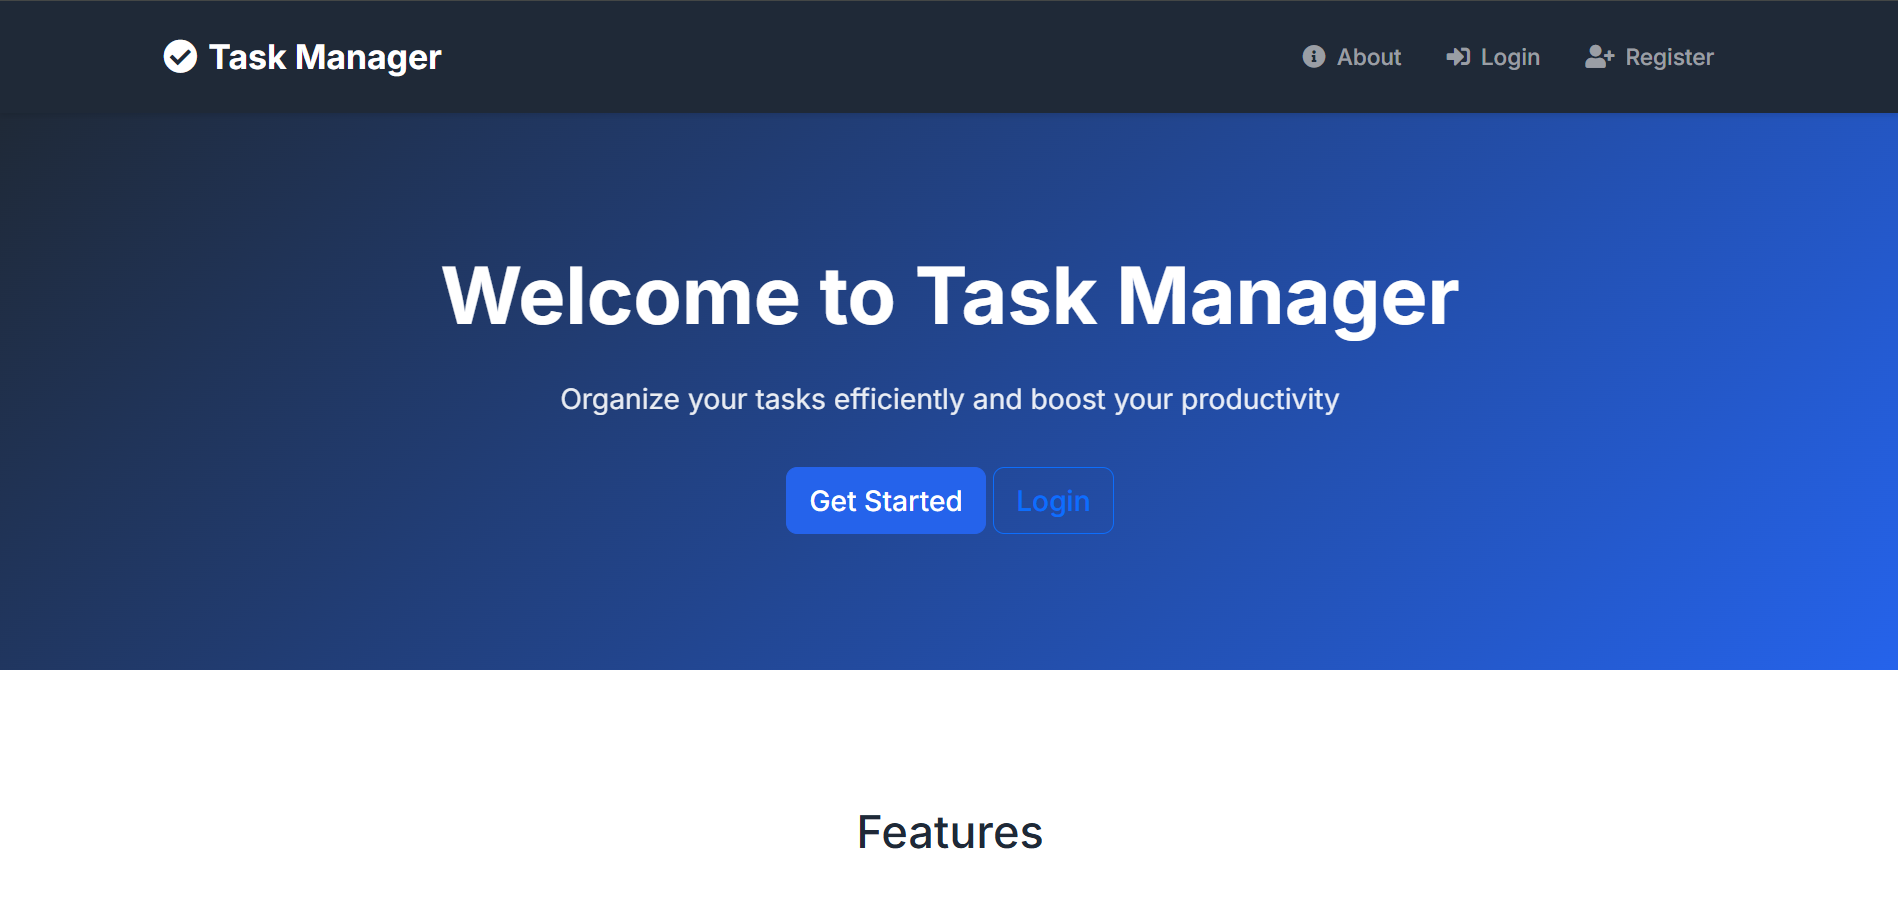 Task Manager
About
Login
Register
Welcome to Task Manager
Organize your tasks efficiently and boost your productivity
Get Started
Login
Features